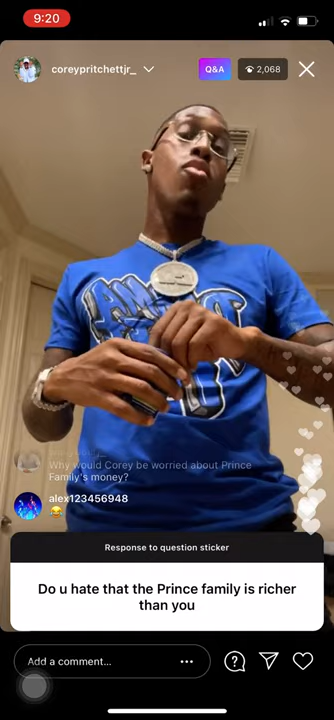 9:20
coreypritchettjr_
Q&A
2,068
Why would Corey be worried about Prince
Family's money?
alex123456948
😂
Response to question sticker
Do u hate that the Prince family is richer
than you
Add a comment...